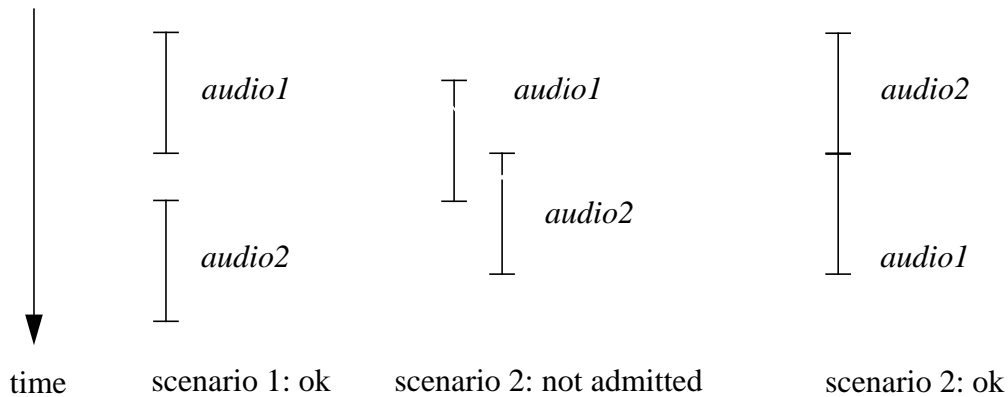 audio1
audio1
audio2
audio2
audio2
audio1
time
scenario 1: ok
scenario 2: not admitted
scenario 2: ok